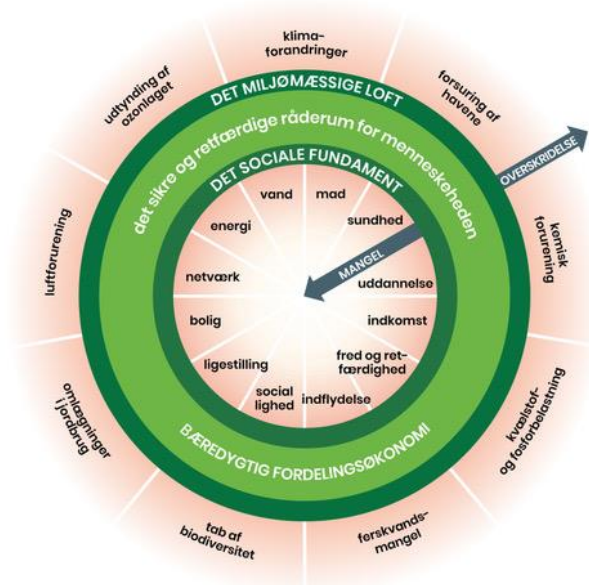 klima-
forandringer
forsuring af
havene
kemisk
forurening
kvælstof-
og fosforbelastning
ferskvands-
mangel
tab af
biodiversitet
omlægninger
i jordbrug
luftforurening
udtynding af
ozonlaget
OVERSKRIDELSE
DET MILJØMÆSSIGE LOFT
det sikre og retfærdige råderum for menneskeheden
DET SOCIALE FUNDAMENT
vand
mad
sundhed
MANGEL
uddannelse
indkomst
fred og ret-
færdighed
indflydelse
social
lighed
ligestilling
bolig
netværk
energi
BÆREDYGTIG FORDELINGSØKONOMI